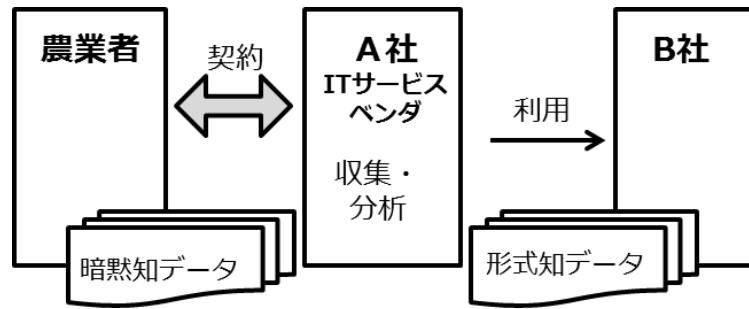 農業者
契約
A社
ITサービス
ベンダ
収集・
分析
利用
B社
暗黙知データ
形式知データ